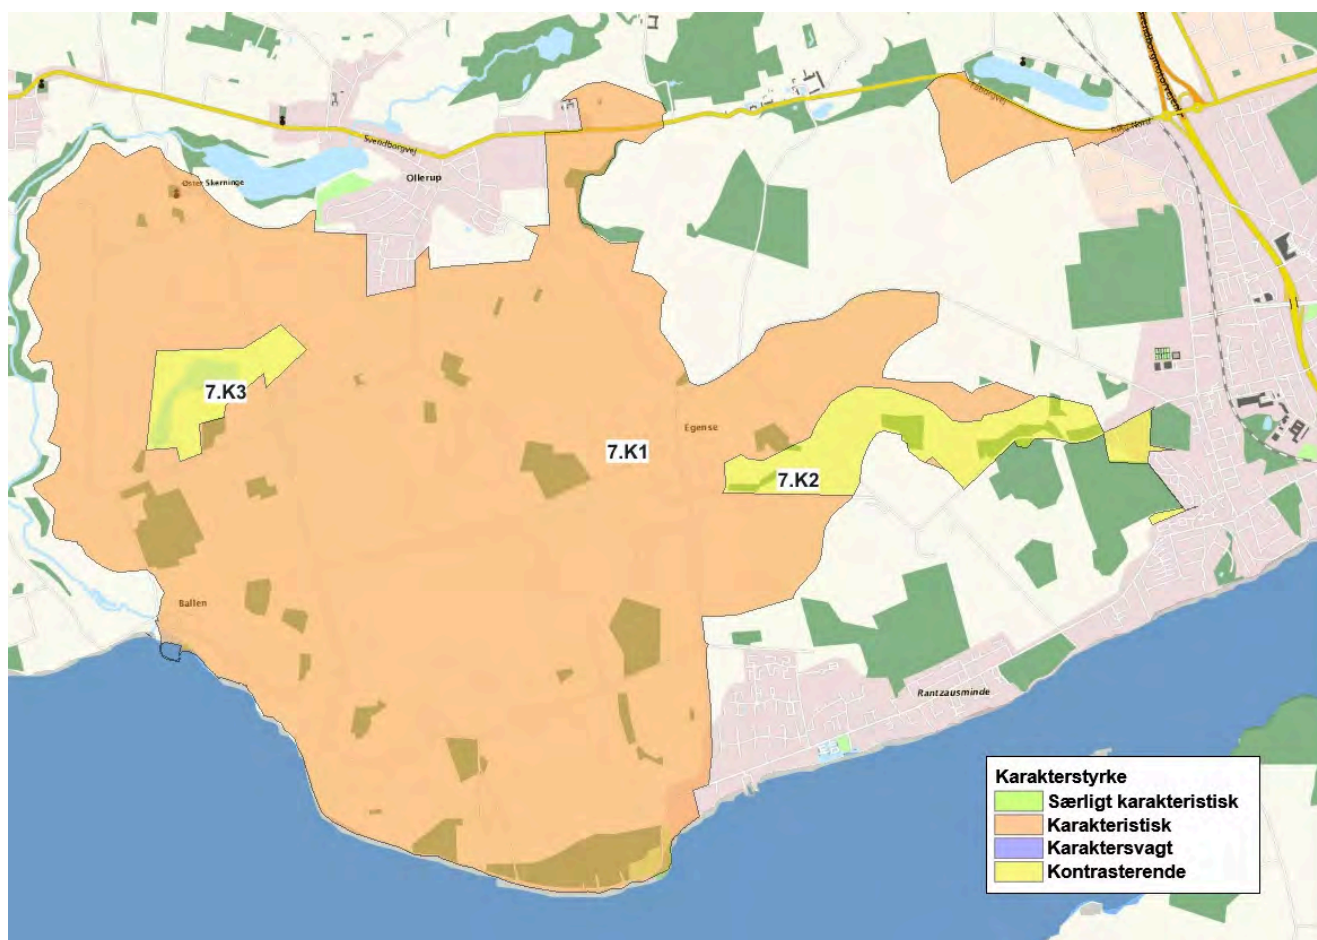 Svendborgvej
Øster Skerninge
Ollerup
Fåborgvej
7.K3
Egense
7.K1
7.K2
Ballen
Rantzausminde
Karakterstyrke
Særligt karakteristisk
Karakteristisk
Karaktersvagt
Kontrasterende